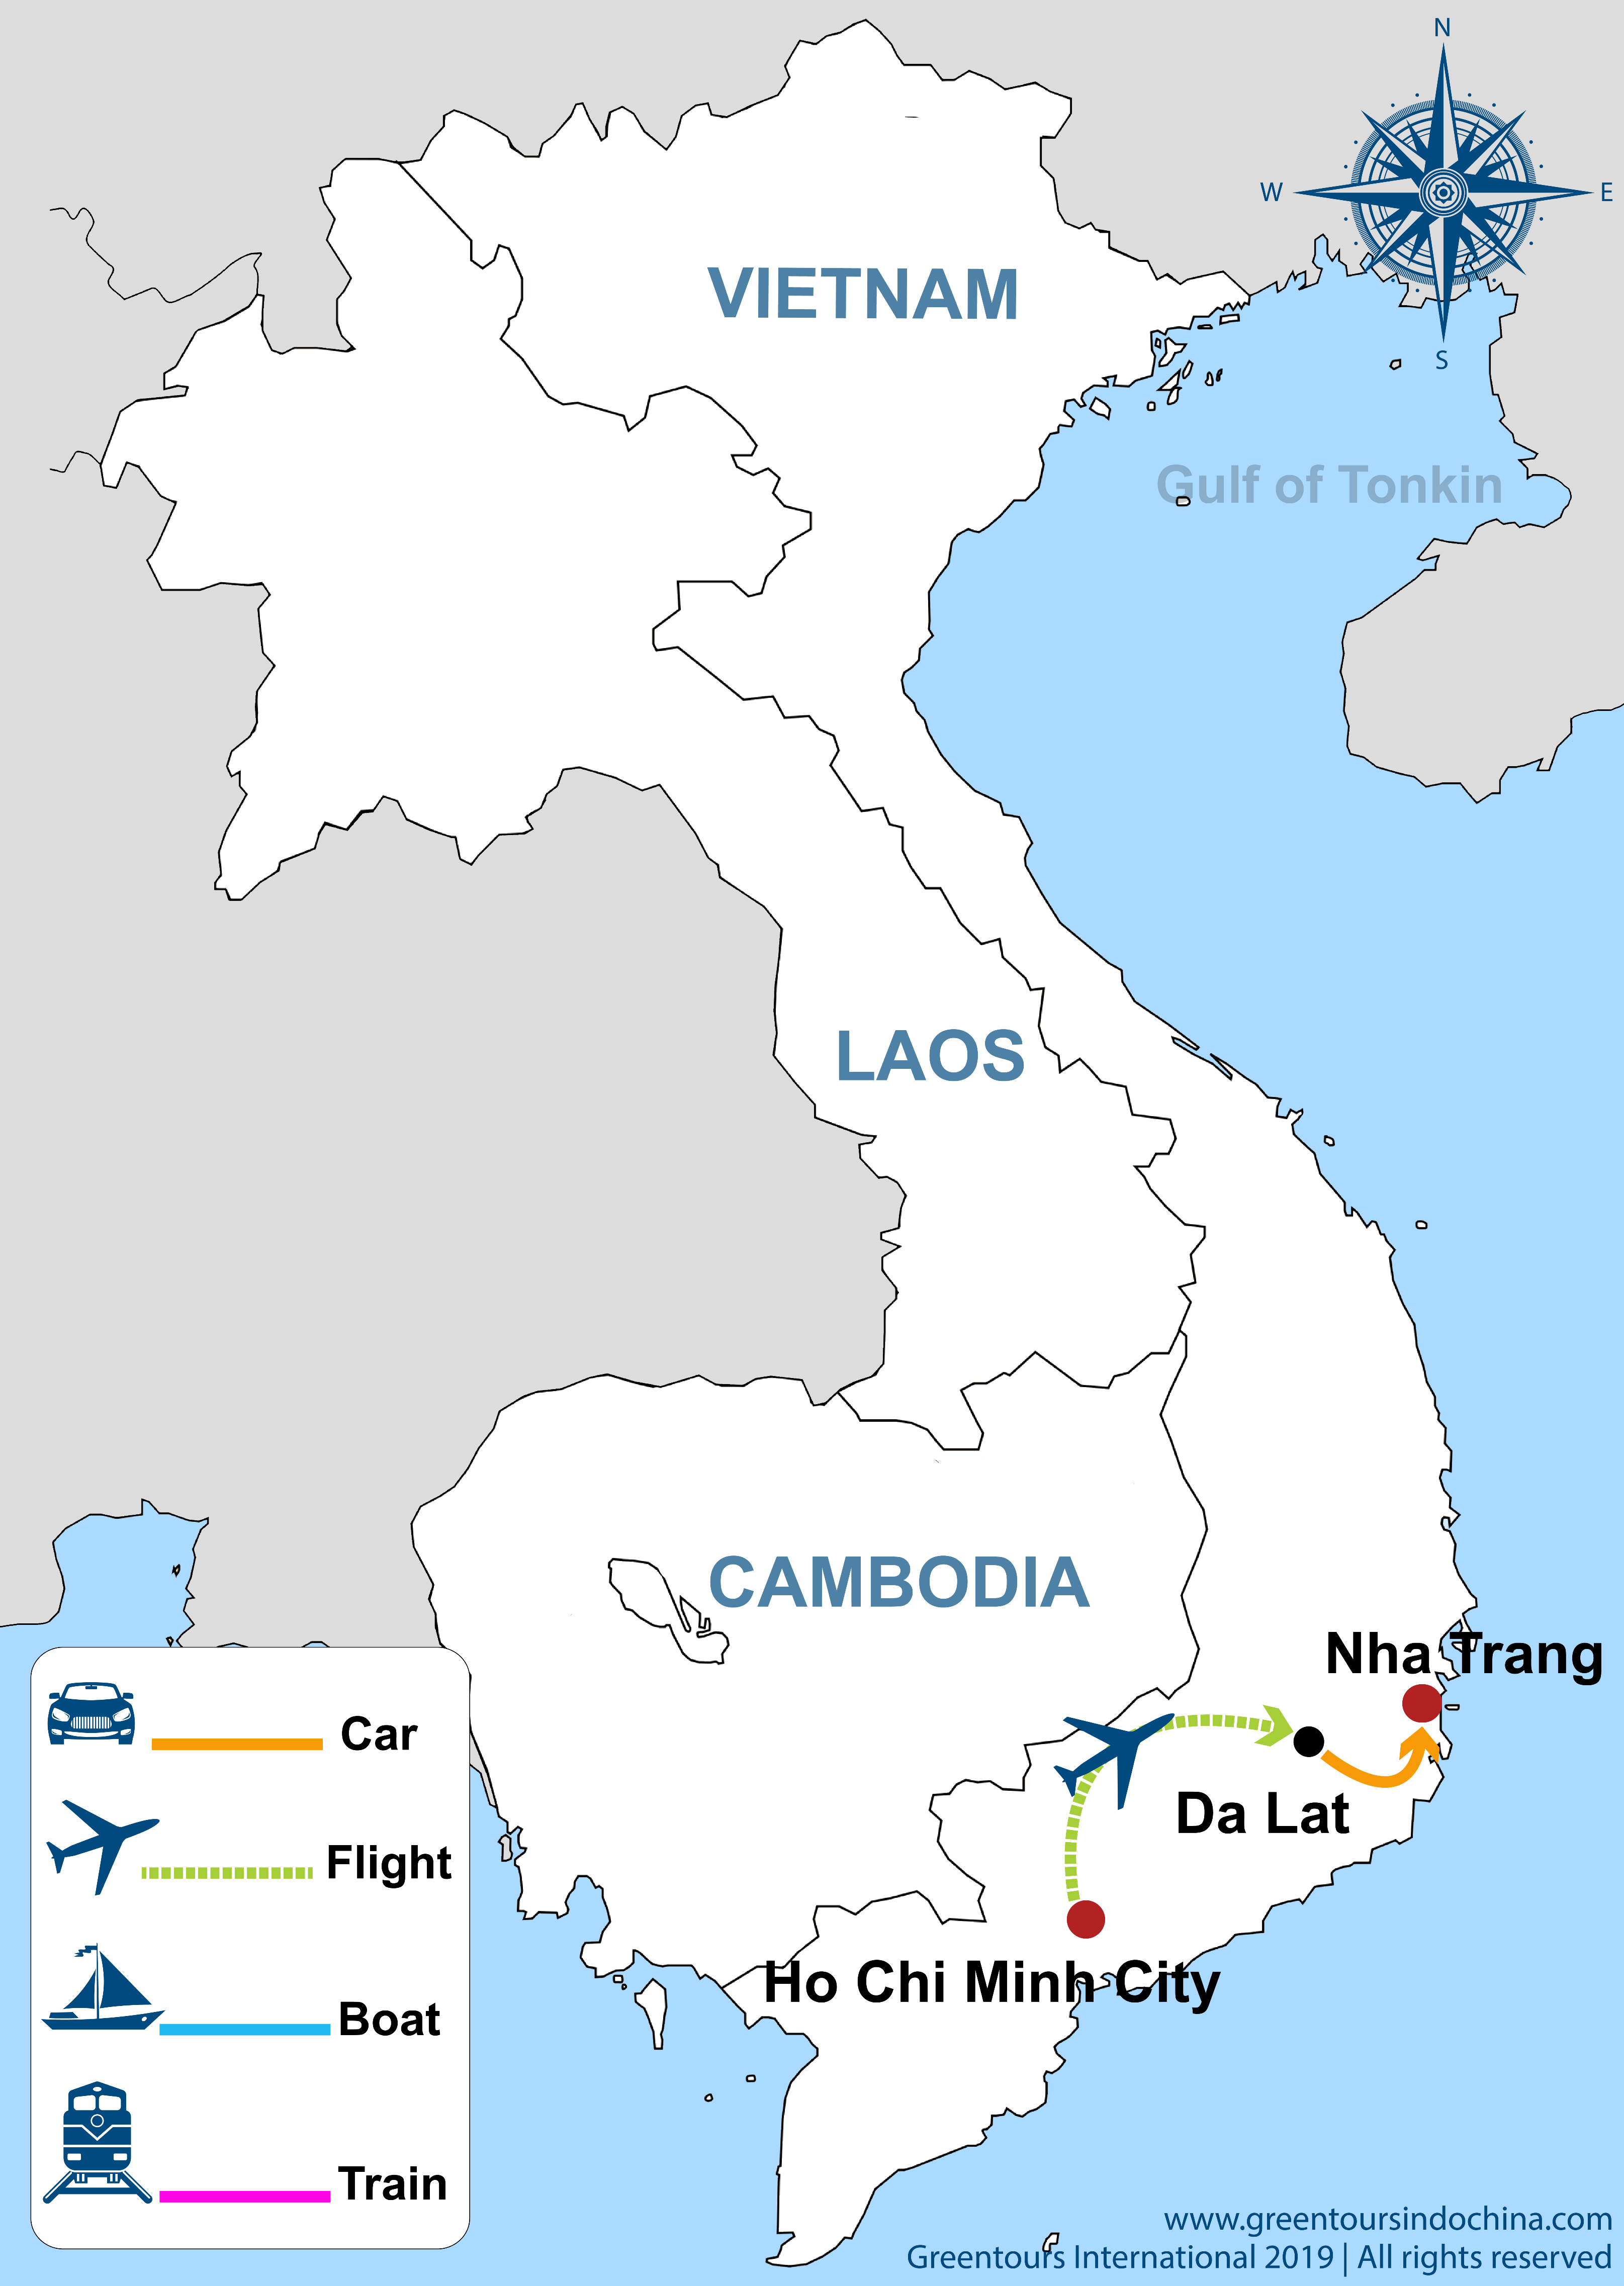 N
W
E
S
VIETNAM
Gulf of Tonkin
LAOS
CAMBODIA
Nha Trang
Da Lat
Ho Chi Minh City
Car
Flight
Boat
Train
www.greentoursindochina.com
Greentours International 2019 | All rights reserved